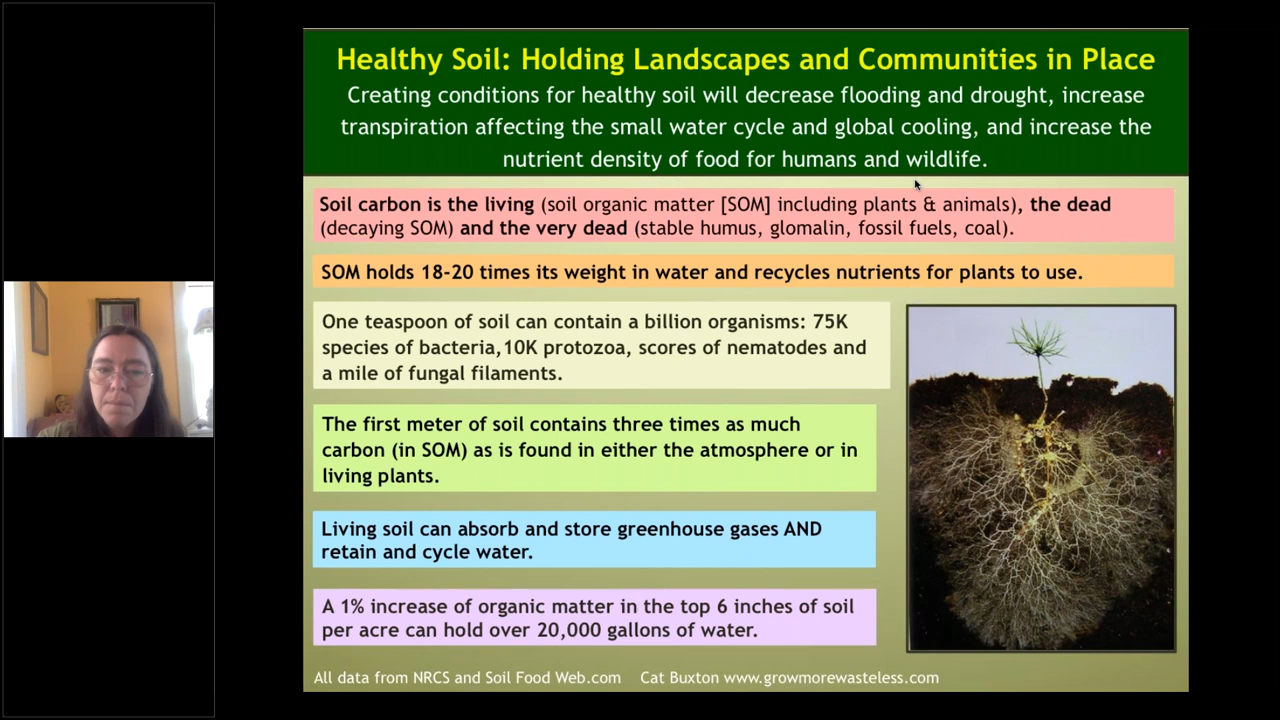 Healthy Soil: Holding Landscapes and Communities in Place
Creating conditions for healthy soil will decrease flooding and drought, increase
transpiration affecting the small water cycle and global cooling, and increase the
nutrient density of food for humans and wildlife.
Soil carbon is the living (soil organic matter [SOM] including plants & animals), the dead
(decaying SOM) and the very dead (stable humus, glomalin, fossil fuels, coal).
SOM holds 18-20 times its weight in water and recycles nutrients for plants to use.
One teaspoon of soil can contain a billion organisms: 75K
species of bacteria,10K protozoa, scores of nematodes and
a mile of fungal filaments.
The first meter of soil contains three times as much
carbon (in SOM) as is found in either the atmosphere or in
living plants.
Living soil can absorb and store greenhouse gases AND
retain and cycle water.
A 1% increase of organic matter in the top 6 inches of soil
per acre can hold over 20,000 gallons of water.
All data from NRCS and Soil Food Web.com Cat Buxton www.growmorewasteless.com